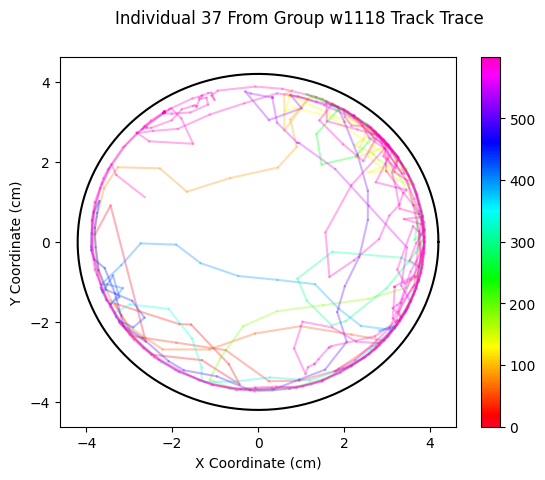 Individual 37 From Group w1118 Track Trace
4
2
0
−2
−4
Y Coordinate (cm)
−4 −2 0 2 4
X Coordinate (cm)
500
400
300
200
100
0